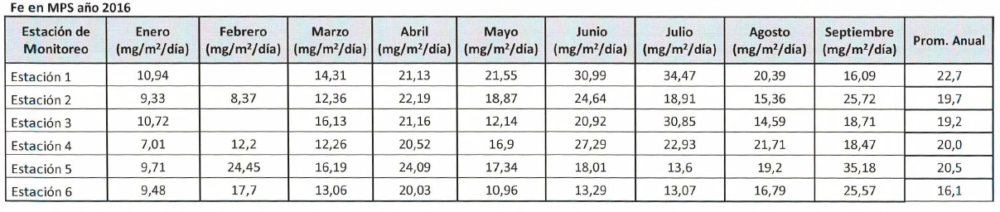 Fe en MPS año 2016
Estación de Monitoreo Enero (mg/m²/día) Febrero (mg/m²/día) Marzo (mg/m²/día) Abril (mg/m²/día) Mayo (mg/m²/día) Junio (mg/m²/día) Julio (mg/m²/día) Agosto (mg/m²/día) Septiembre (mg/m²/día) Prom. Anual
Estación 1 10,94 14,31 21,13 21,55 30,99 34,47 20,39 16,09 22,7
Estación 2 9,33 8,37 12,36 22,19 18,87 24,64 18,91 15,36 25,72 19,7
Estación 3 10,72 16,13 21,16 12,14 20,92 30,85 14,59 18,71 19,2
Estación 4 7,01 12,2 12,26 20,52 16,9 27,29 22,93 21,71 18,47 20,0
Estación 5 9,71 24,45 16,19 24,09 17,34 18,01 13,6 19,2 35,18 20,5
Estación 6 9,48 17,7 13,06 20,03 10,96 13,29 13,07 16,79 25,57 16,1